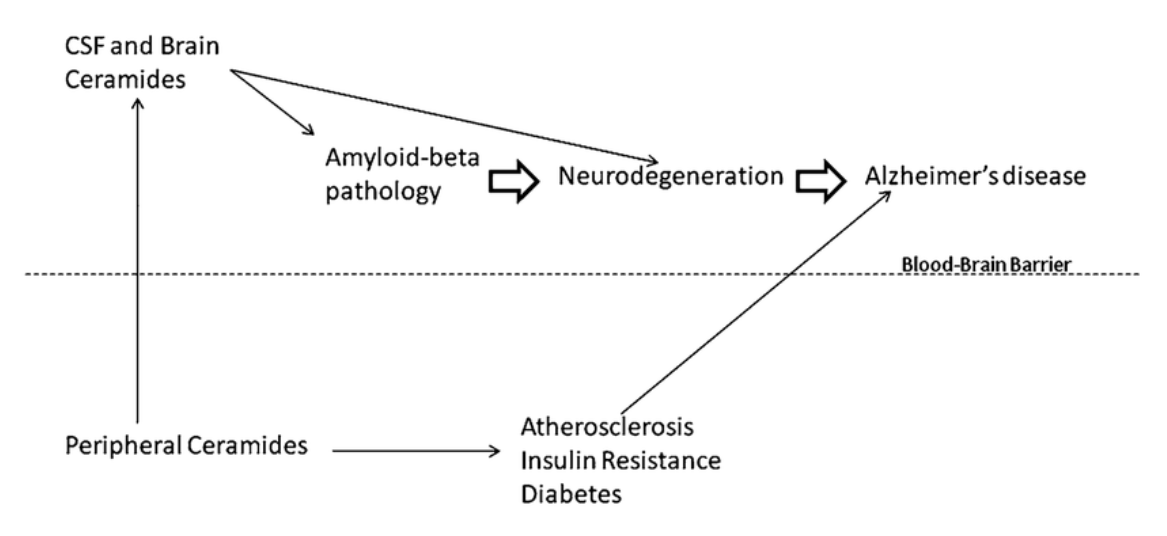 CSF and Brain
Ceramides
Amyloid-beta
pathology
Neurodegeneration
Alzheimer's disease
Blood-Brain Barrier
Peripheral Ceramides
Atherosclerosis
Insulin Resistance
Diabetes